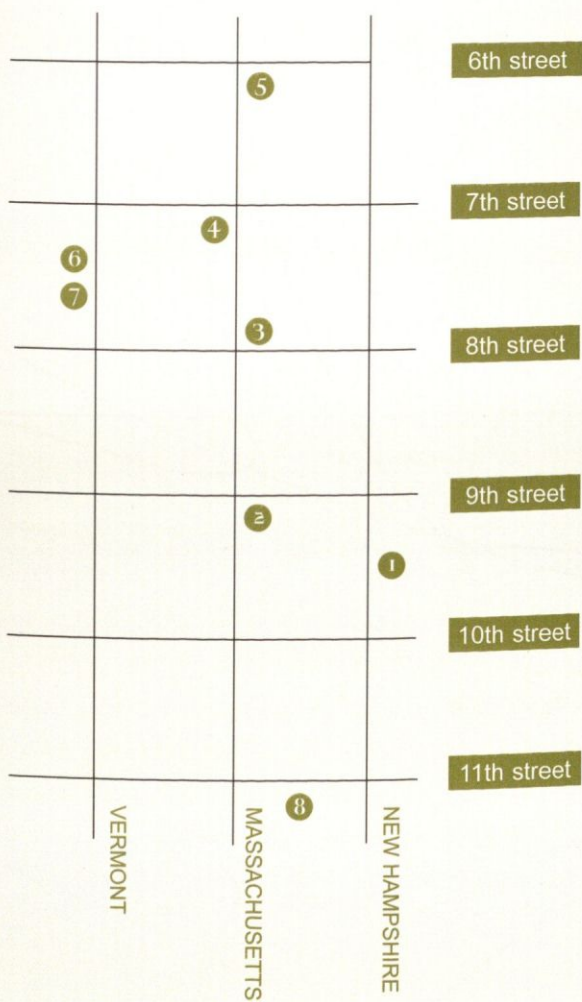 6th street
5
7th street
4
6
7
3
8th street
9th street
2
1
10th street
11th street
8
VERMONT
MASSACHUSETTS
NEW HAMPSHIRE